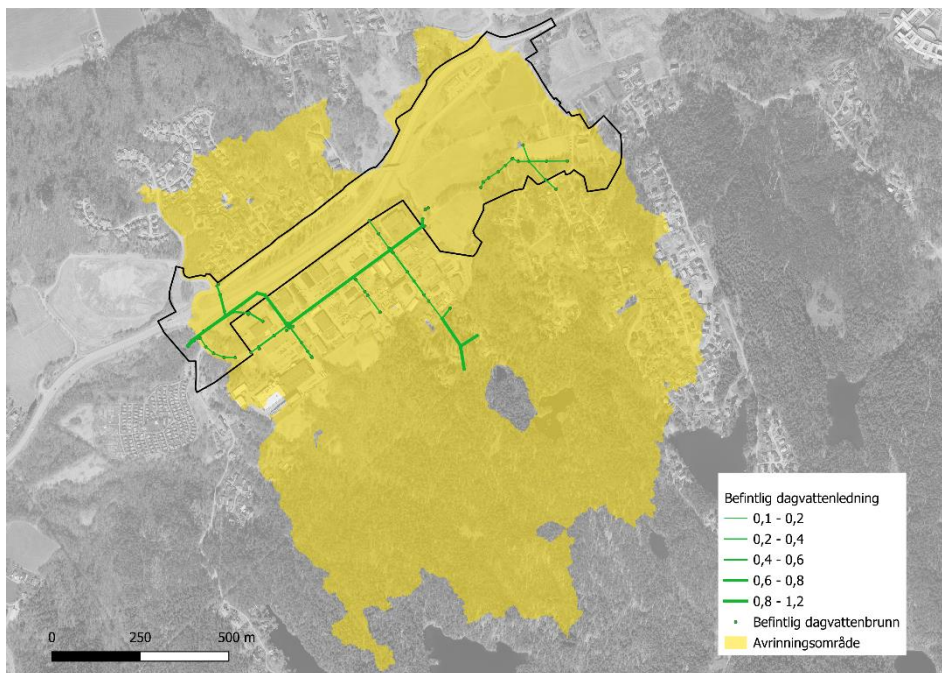 Befintlig dagvattenledning
0,1 - 0,2
0,2 - 0,4
0,4 - 0,6
0,6 - 0,8
0,8 - 1,2
Befintlig dagvattenbrunn
Avrinningsområde
0 250 500 m